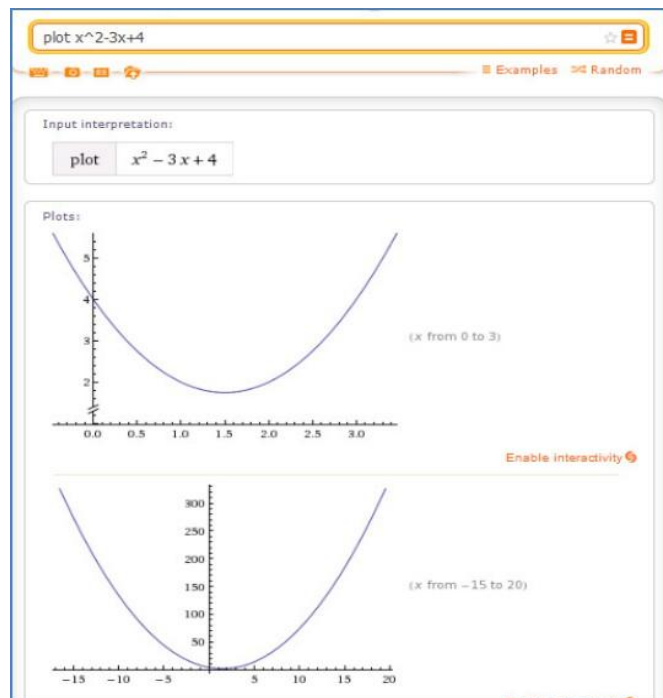 plot x^2-3x+4
Examples Random
Input interpretation:
plot x² − 3 x + 4
Plots:
5
4
3
2
0.0 0.5 1.0 1.5 2.0 2.5 3.0
(x from 0 to 3)
Enable interactivity
300
250
200
150
100
50
(x from −15 to 20)
−15 −10 −5 5 10 15 20